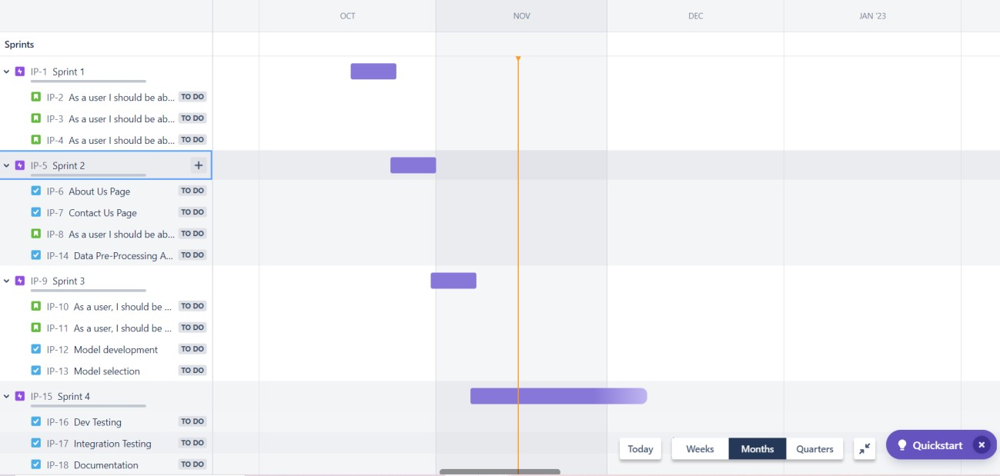 OCT NOV DEC JAN '23
Sprints
IP-1 Sprint 1
IP-2 As a user I should be ab... TO DO
IP-3 As a user I should be ab... TO DO
IP-4 As a user I should be ab... TO DO
IP-5 Sprint 2 +
IP-6 About Us Page TO DO
IP-7 Contact Us Page TO DO
IP-8 As a user I should be ab... TO DO
IP-14 Data Pre-Processing A... TO DO
IP-9 Sprint 3
IP-10 As a user, I should be ... TO DO
IP-11 As a user, I should be ... TO DO
IP-12 Model development TO DO
IP-13 Model selection TO DO
IP-15 Sprint 4
IP-16 Dev Testing TO DO
IP-17 Integration Testing TO DO
IP-18 Documentation TO DO
Today Weeks Months Quarters Quickstart